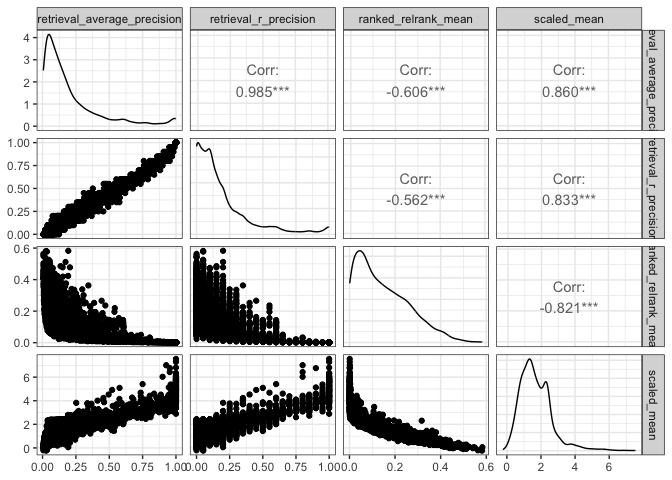 retrieval_average_precision retrieval_r_precision ranked_relrank_mean scaled_mean
4
3
2
1
0
Corr:
0.985***
Corr:
-0.606***
Corr:
0.860***
eval_average_preci
1.00
0.75
0.50
0.25
0.00
Corr:
-0.562***
Corr:
0.833***
retrieval_r_precision
0.6
0.4
0.2
0.0
Corr:
-0.821***
anked_relrank_mea
6
4
2
0
scaled_mean
0.00 0.25 0.50 0.75 1.00
0.00 0.25 0.50 0.75 1.00
0.0 0.2 0.4 0.6
0 2 4 6